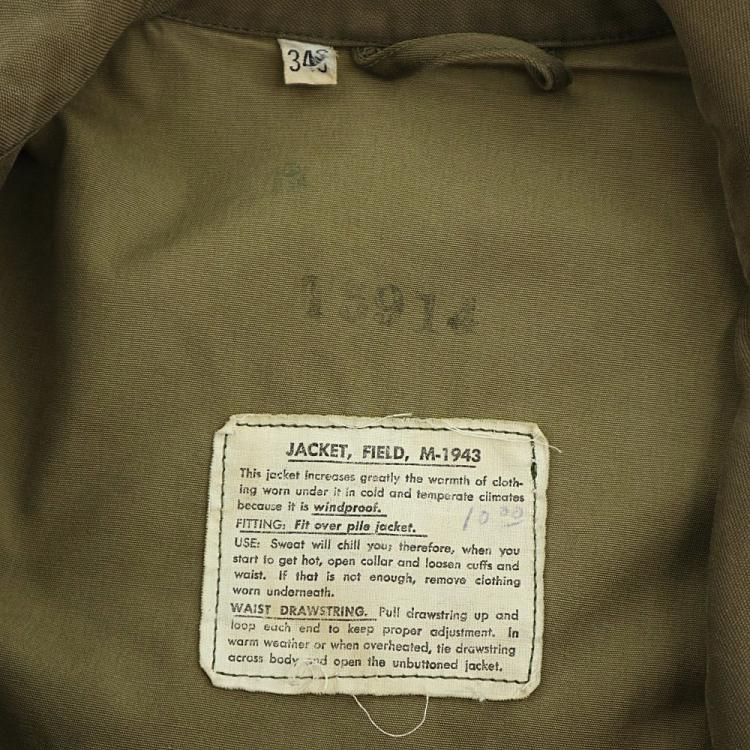 34S
15914
JACKET, FIELD, M-1943
This jacket increases greatly the warmth of cloth-
ing worn under it in cold and temperate climates
because it is windproof.
10 00
FITTING: Fit over pile jacket.
USE: Sweat will chill you; therefore, when you
start to get hot, open collar and loosen cuffs and
waist. If that is not enough, remove clothing
worn underneath.
WAIST DRAWSTRING. Pull drawstring up and
loop each end to keep proper adjustment. In
warm weather or when overheated, tie drawstring
across body and open the unbuttoned jacket.